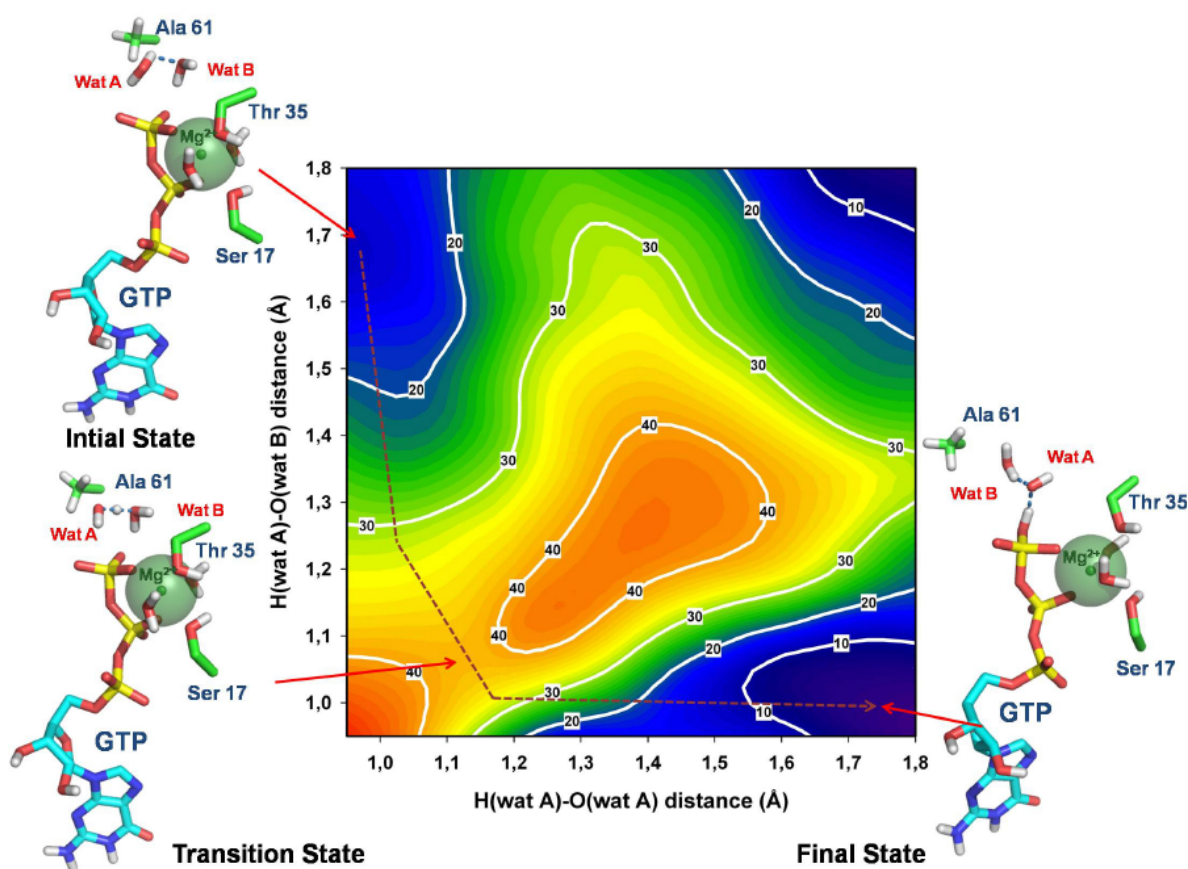 Ala 61
Wat A
Wat B
Thr 35
Mg²⁺
Ser 17
GTP
Intial State
Ala 61
Wat A
Wat B
Thr 35
Mg²⁺
Ser 17
GTP
Transition State
H(wat A)-O(wat B) distance (Å)
1,8
1,7
1,6
1,5
1,4
1,3
1,2
1,1
1,0
20
30
20
10
30
20
30
20
30
40
30
30
40
40
40
40
30
20
30
40
20
10
30
10
20
1,0
1,1
1,2
1,3
1,4
1,5
1,6
1,7
1,8
H(wat A)-O(wat A) distance (Å)
Ala 61
Wat A
Wat B
Thr 35
Mg²⁺
Ser 17
GTP
Final State